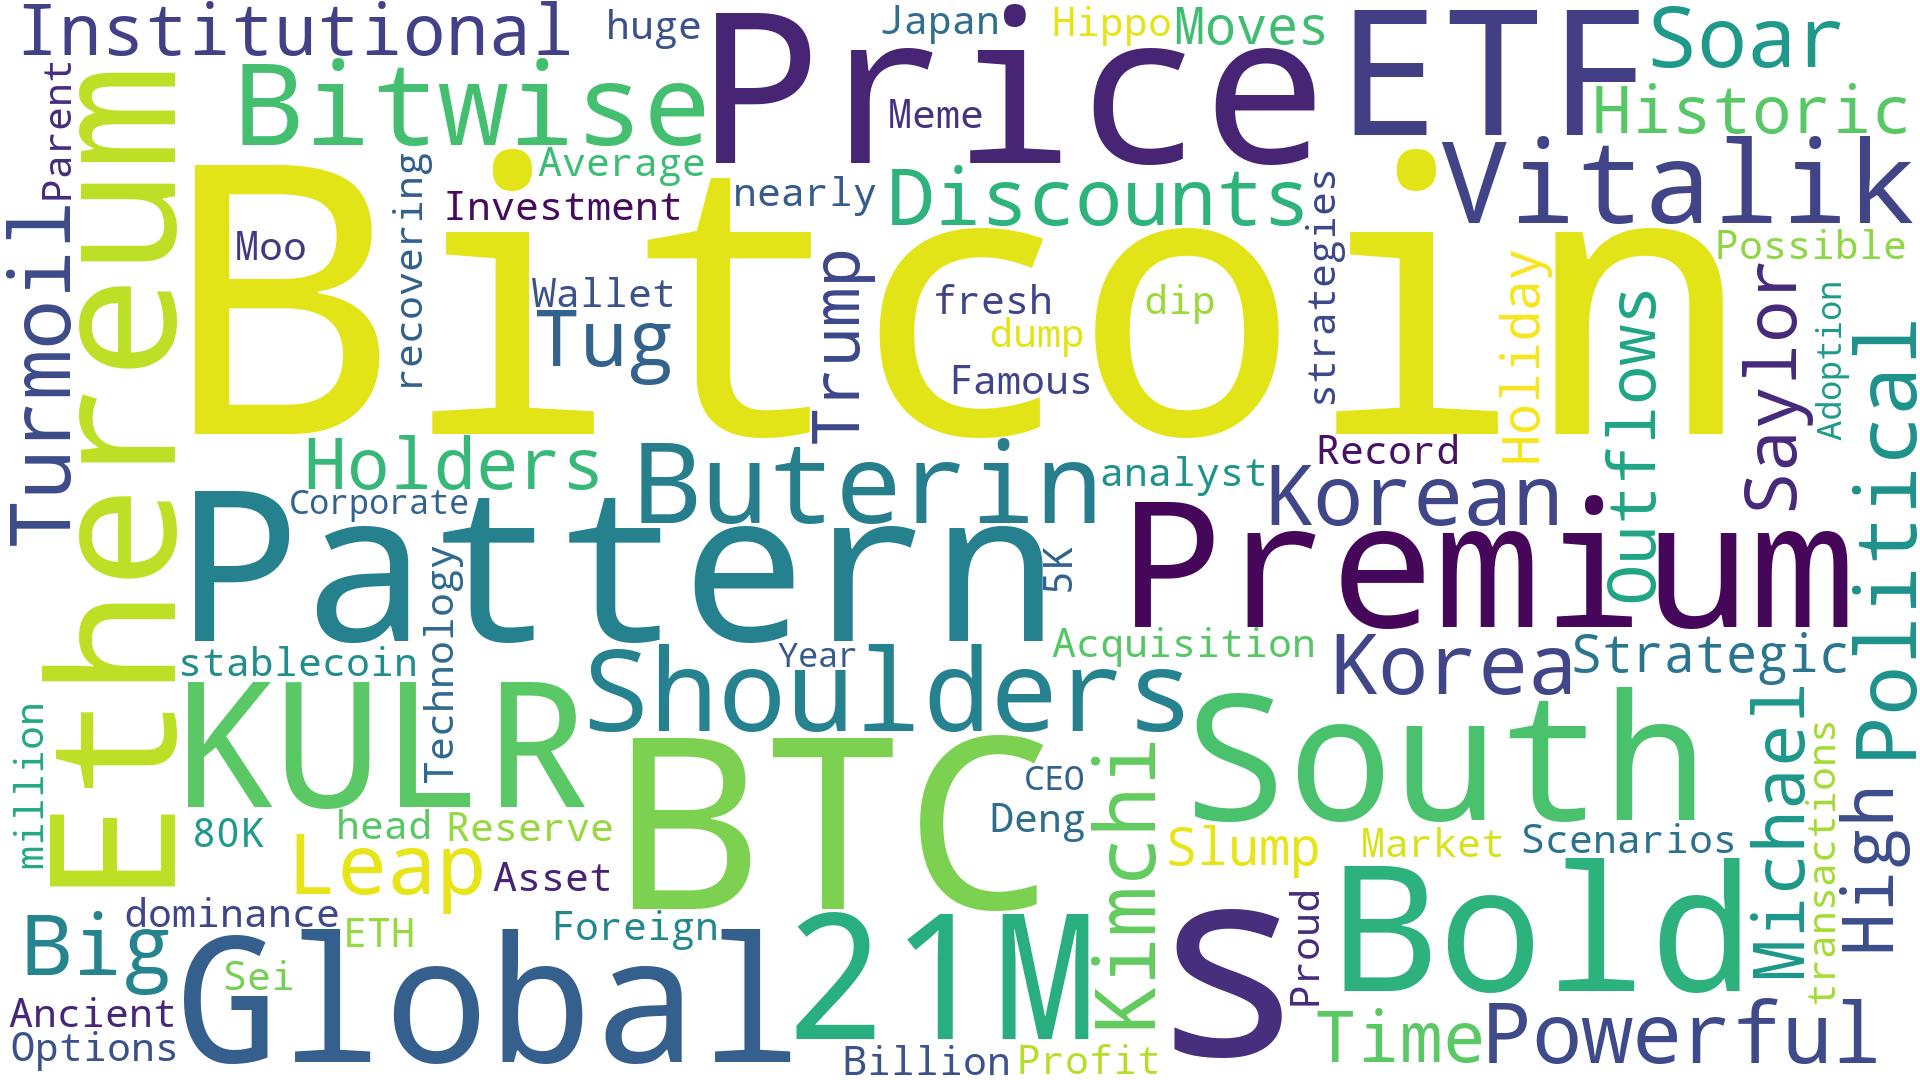 Institutional
huge
Japan
Hippo
Moves
Price
ETF
Soar
Parent
Bitwise
Meme
Historic
Ethereum
Average
Vitalik
Bitcoin
recovering
Investment
nearly
Discounts
strategies
Turmoil
Moo
Possible
Wallet
Tug
Trump
fresh
dip
dump
Famous
Holiday
Outflows
Saylor
Adoption
Political
Holders
Buterin
analyst
Record
Korean
Corporate
Pattern
Premium
Technology
5K
stablecoin
Shoulders
Year
Acquisition
Korea
Strategic
KULR
BTC
South
million
CEO
Deng
Kimchi
Michael
transactions
High
80K
head
Reserve
Leap
Asset
Slump
Market
Scenarios
Big
dominance
ETH
Foreign
21M
S
Proud
Bold
Global
Sei
Ancient
Options
Billion
Profit
Time
Powerful